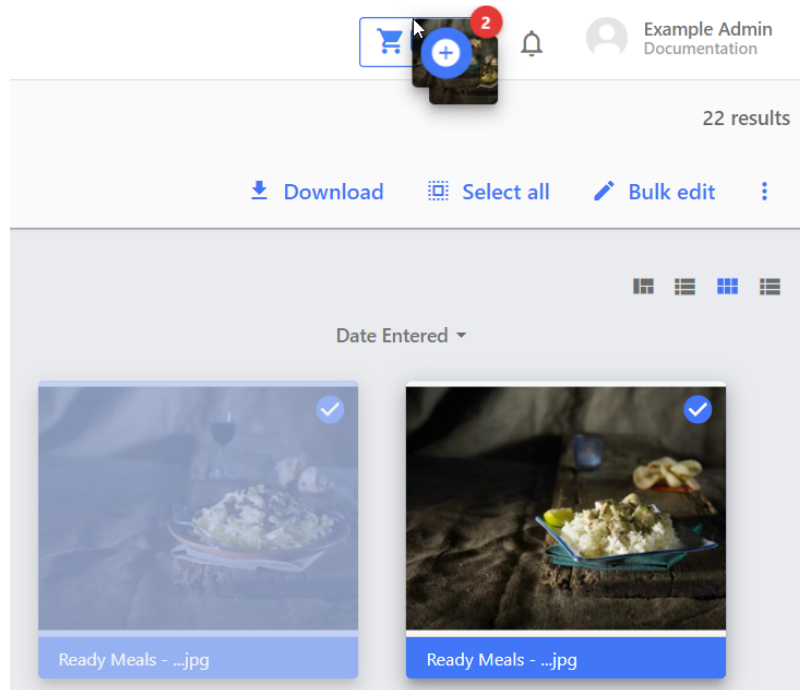 2
Example Admin
Documentation
22 results
Download
Select all
Bulk edit
Date Entered
Ready Meals - ...jpg
Ready Meals - ...jpg